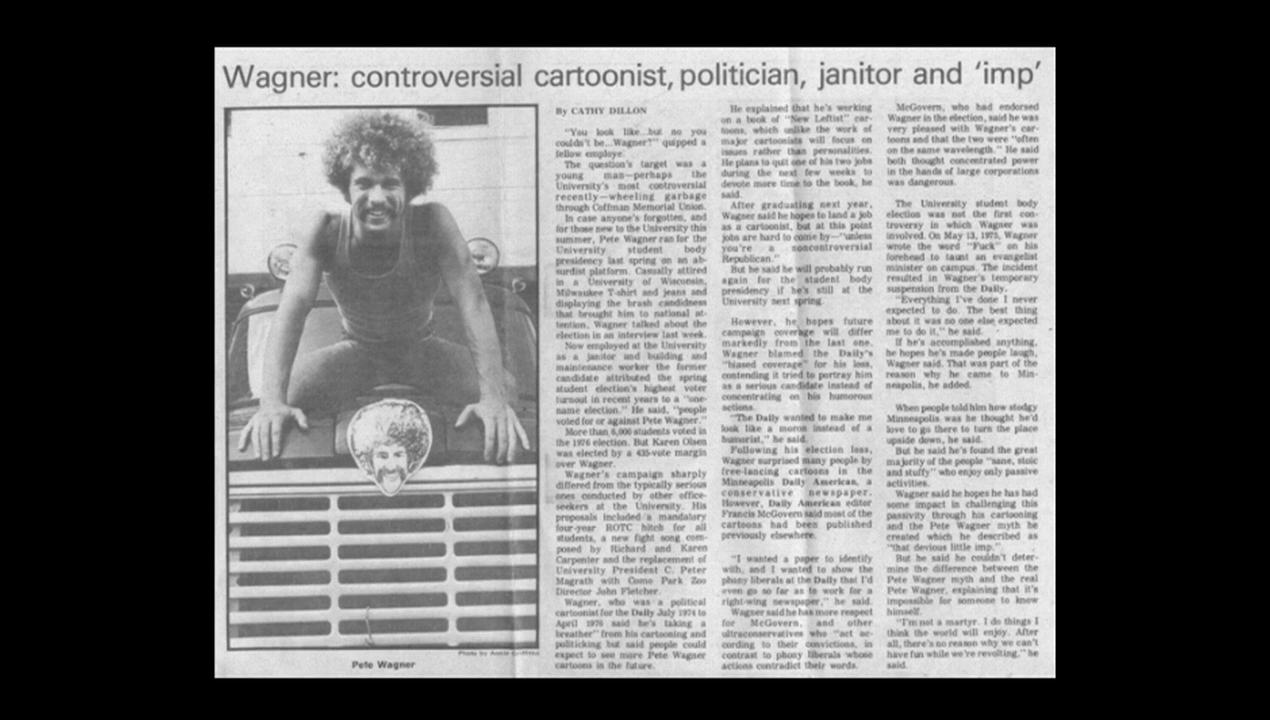 Wagner: controversial cartoonist, politician, janitor and ‘imp’
By CATHY DILLON
"You look like...but no you
couldn't be...Wagner?" quipped a
fellow employe.
The question's target was a
young man—perhaps the
University's most controversial
recently—wheeling garbage
through Coffman Memorial Union.
In case anyone's forgotten, and
for those new to the University this
summer, Pete Wagner ran for the
University student body
presidency last spring on an ab-
surdist platform. Casually attired
in a University of Wisconsin,
Milwaukee T-shirt and jeans and
displaying the brash candidness
that brought him to national at-
tention, Wagner talked about the
election in an interview last week.
Now employed at the University
as a janitor and building and
maintenance worker the former
candidate attributed the spring
student election's highest voter
turnout in recent years to a "one-
name election." He said, "people
voted for or against Pete Wagner."
More than 6,000 students voted in
the 1976 election. But Karen Olsen
was elected by a 435-vote margin
over Wagner.
Wagner's campaign sharply
differed from the typically serious
ones conducted by other office-
seekers at the University. His
proposals included a mandatory
four-year ROTC hitch for all
students, a new fight song com-
posed by Richard and Karen
Carpenter and the replacement of
University President C. Peter
Magrath with Como Park Zoo
Director John Fletcher.
Wagner, who was a political
cartoonist for the Daily July 1974 to
April 1976 said he's taking a
breather" from his cartooning and
politicking but said people could
expect to see more Pete Wagner
cartoons in the future.
He explained that he's working
on a book of "New Leftist" car-
toons, which unlike the work of
major cartoonists will focus on
issues rather than personalities.
He plans to quit one of his two jobs
during the next few weeks to
devote more time to the book, he
said.
After graduating next year,
Wagner said he hopes to land a job
as a cartoonist, but at this point
jobs are hard to come by—"unless
you're a noncontroversial
Republican."
But he said he will probably run
again for the student body
presidency if he's still at the
University next spring.
However, he hopes future
campaign coverage will differ
markedly from the last one.
Wagner blamed the Daily's
"biased coverage" for his loss,
contending it tried to portray him
as a serious candidate instead of
concentrating on his humorous
actions.
"The Daily wanted to make me
look like a moron instead of a
humorist," he said.
Following his election loss,
Wagner surprised many people by
free-lancing cartoons in the
Minneapolis Daily American, a
conservative newspaper.
However, Daily American editor
Francis McGovern said most of the
cartoons had been published
previously elsewhere.
"I wanted a paper to identify
with, and I wanted to show the
phony liberals at the Daily that I'd
even go so far as to work for a
right-wing newspaper," he said.
Wagner said he has more respect
for McGovern, and other
ultraconservatives who "act ac-
cording to their convictions, in
contrast to phony liberals whose
actions contradict their words.
McGovern, who had endorsed
Wagner in the election, said he was
very pleased with Wagner's car-
toons and that the two were "often
on the same wavelength." He said
both thought concentrated power
in the hands of large corporations
was dangerous.
The University student body
election was not the first con-
troversy in which Wagner was
involved. On May 13, 1975, Wagner
wrote the word "Fuck" on his
forehead to taunt an evangelist
minister on campus. The incident
resulted in Wagner's temporary
suspension from the Daily.
"Everything I've done I never
expected to do. The best thing
about it was no one else expected
me to do it," he said.
If he's accomplished anything,
he hopes he's made people laugh,
Wagner said. That was part of the
reason why he came to Min-
neapolis, he added.
When people told him how stodgy
Minneapolis was he thought he'd
love to go there to turn the place
upside down, he said.
But he said he's found the great
majority of the people "sane, stoic
and stuffy" who enjoy only passive
activities.
Wagner said he hopes he has had
some impact in challenging this
passivity through his cartooning
and the Pete Wagner myth he
created which he described as
"that devious little imp."
But he said he couldn't deter-
mine the difference between the
Pete Wagner myth and the real
Pete Wagner, explaining that it's
impossible for someone to know
himself.
"I'm not a martyr. I do things I
think the world will enjoy. After
all, there's no reason why we can't
have fun while we're revolting," he
said.
Photo by
Pete Wagner